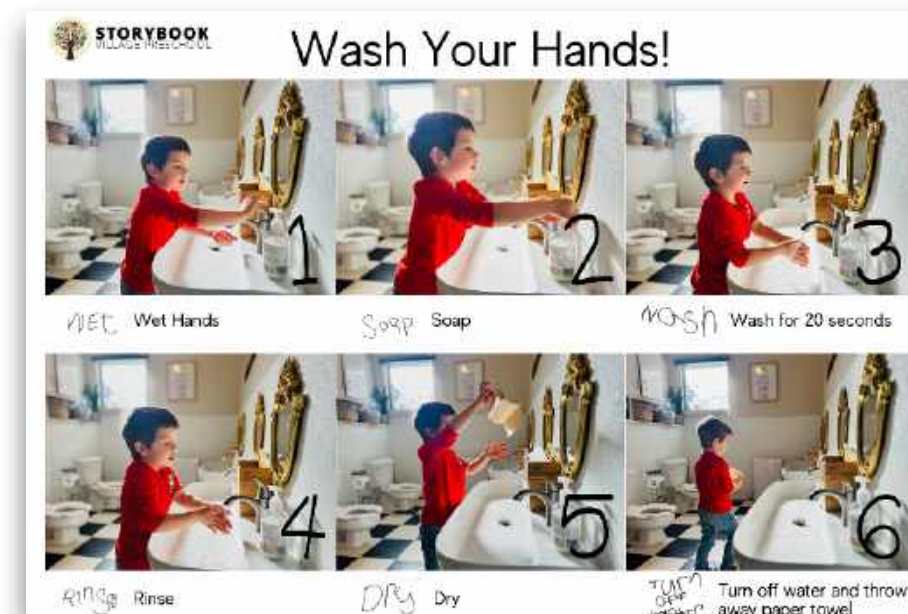 STORYBOOK
VILLAGE PRESCHOOL
Wash Your Hands!
1
2
3
WET Wet Hands
Soap Soap
WASh Wash for 20 seconds
4
5
6
Rinse
DRy Dry
TURN
OFF
Turn off water and throw
away paper towel